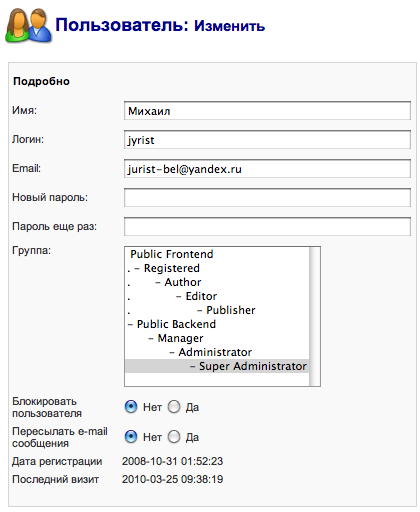 Пользователь: Изменить
Подробно
Имя: Михаил
Логин: jyrist
Email: jurist-bel@yandex.ru
Новый пароль:
Пароль еще раз:
Группа: Public Frontend
. - Registered
. - Author
. - Editor
. - Publisher
- Public Backend
- Manager
- Administrator
- Super Administrator
Блокировать
пользователя Нет Да
Пересылать e-mail
сообщения Нет Да
Дата регистрации 2008-10-31 01:52:23
Последний визит 2010-03-25 09:38:19